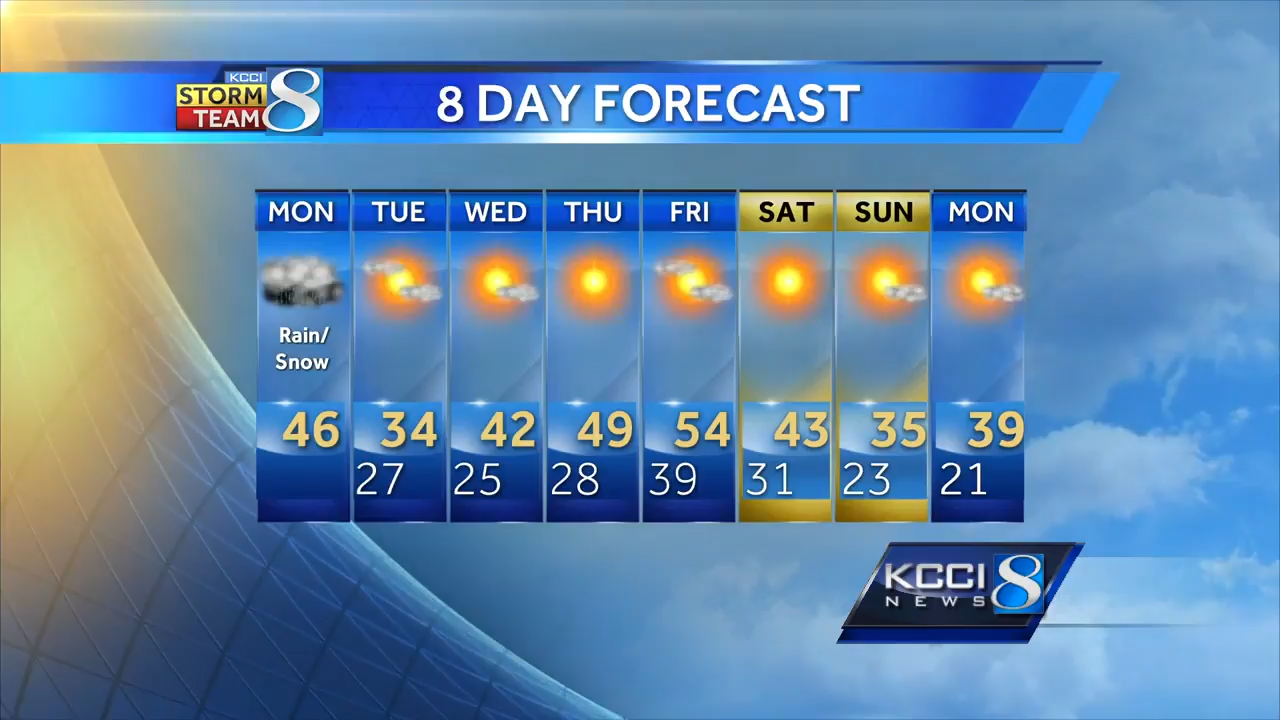 KCCI
STORM
TEAM 8
8 DAY FORECAST
MON TUE WED THU FRI SAT SUN MON
Rain/
Snow
46 34 42 49 54 43 35 39
27 25 28 39 31 23 21
KCCI 8
NEWS